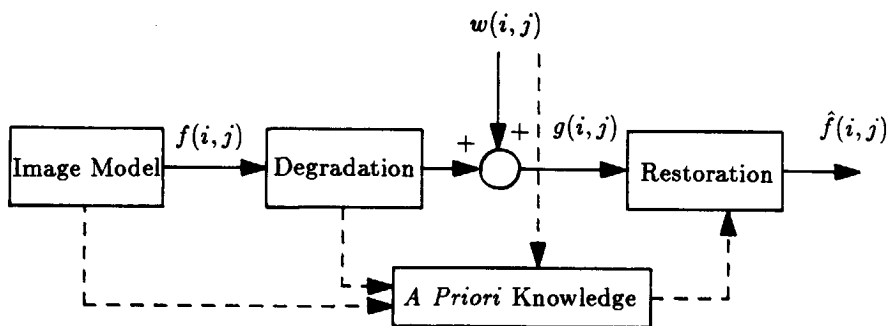 w(i, j)
f(i, j)
+
+
g(i, j)
f̂(i, j)
Image Model
Degradation
Restoration
A Priori Knowledge